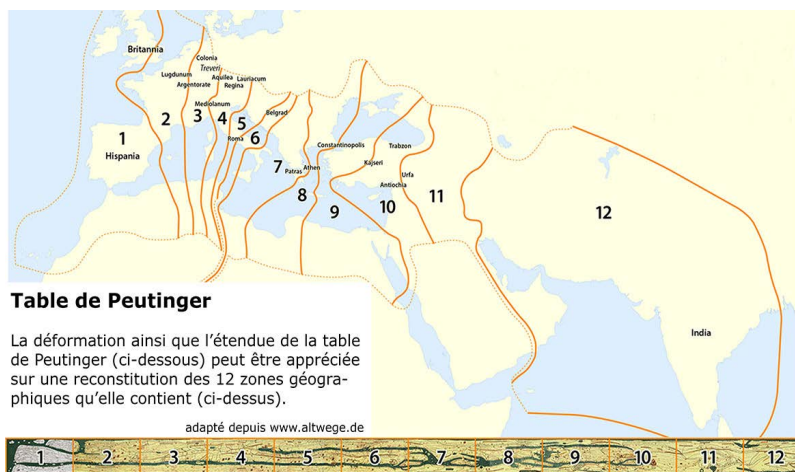 Britannia
Colonia
Treveri
Lugdunum
Aquilea
Lauriacum
Argentorate
Regina
Mediolanum
Belgrad
1
2
3
4
5
6
Roma
Hispania
Constantinopolis
Trabzon
7
Patras
Athen
Kajseri
Urfa
Antiochia
8
9
10
11
12
India
Table de Peutinger
La déformation ainsi que l'étendue de la table
de Peutinger (ci-dessous) peut être appréciée
sur une reconstitution des 12 zones géogra-
phiques qu'elle contient (ci-dessus).
adapté depuis www.altwege.de
1 2 3 4 5 6 7 8 9 10 11 12